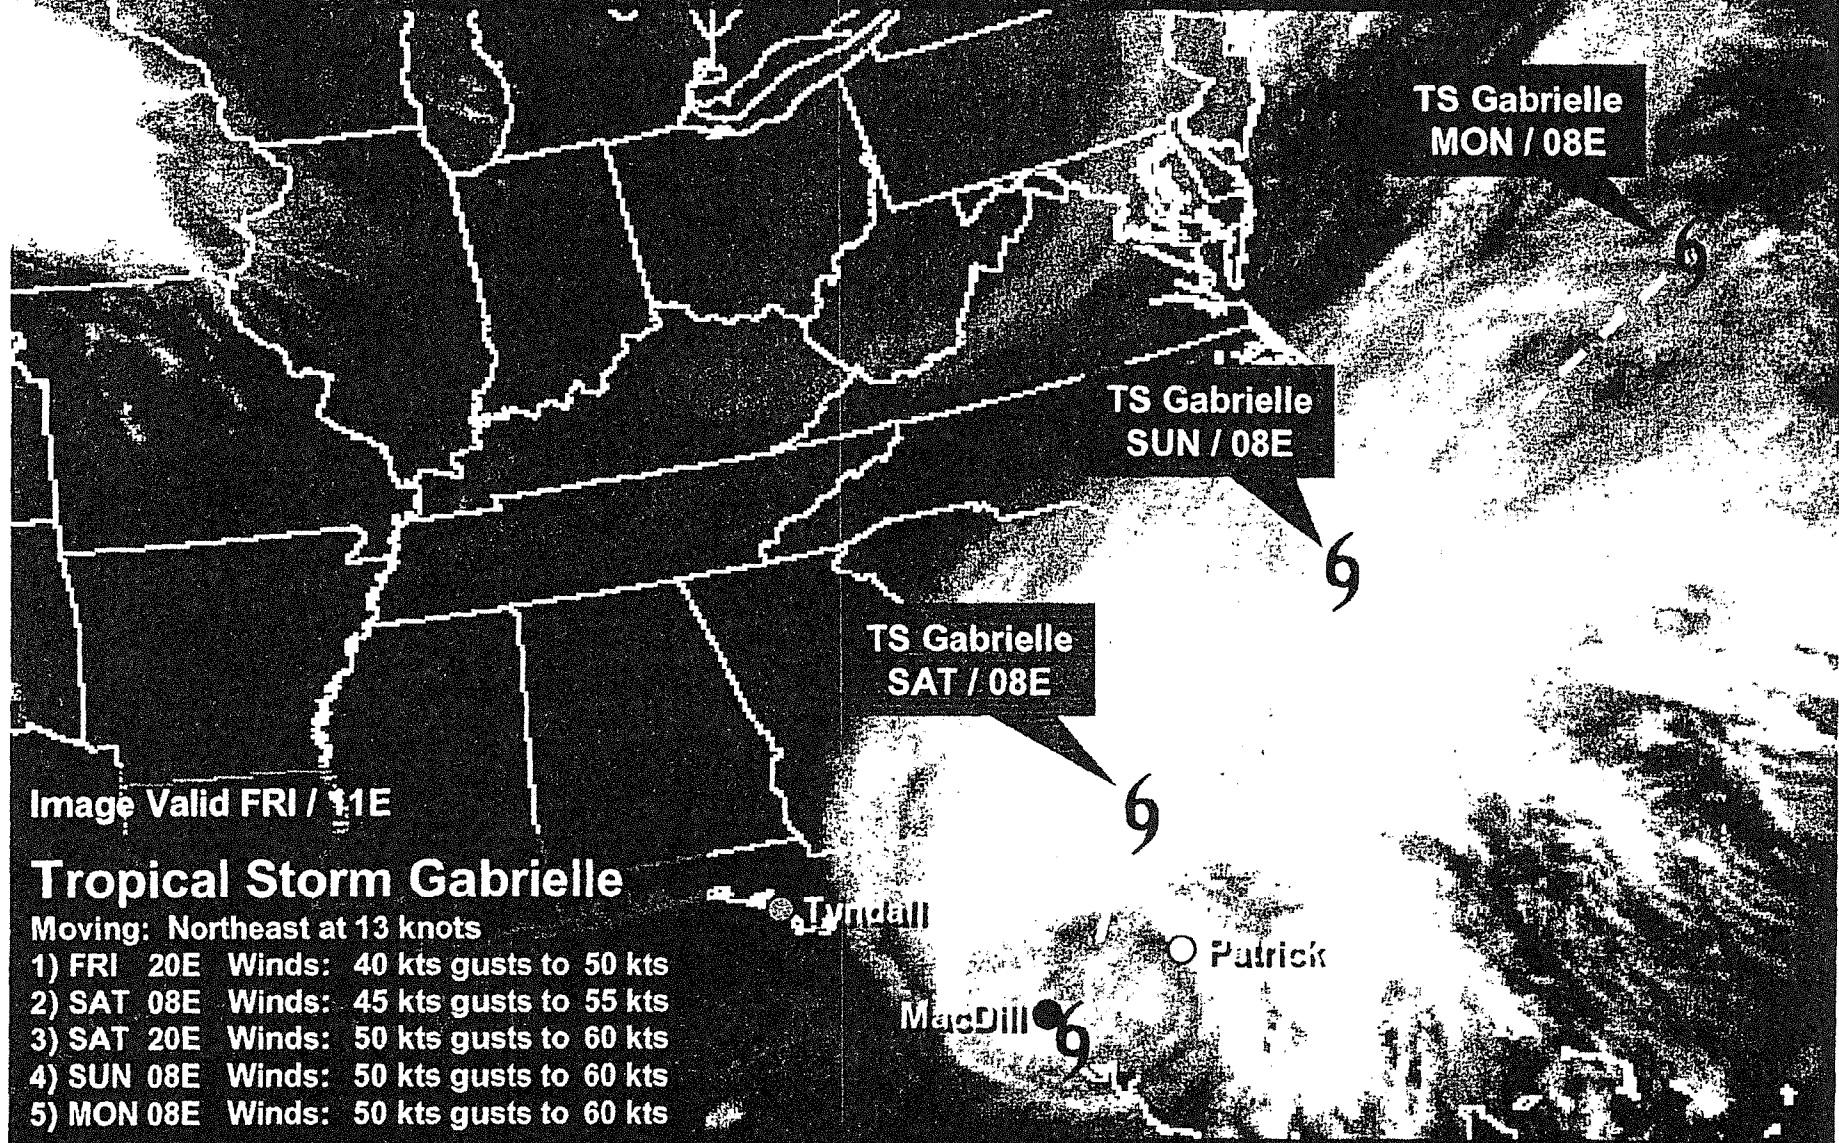 TS Gabrielle
MON / 08E
TS Gabrielle
SUN / 08E
TS Gabrielle
SAT / 08E
Image Valid FRI / 11E
Tropical Storm Gabrielle
Moving: Northeast at 13 knots
1) FRI 20E Winds: 40 kts gusts to 50 kts
2) SAT 08E Winds: 45 kts gusts to 55 kts
3) SAT 20E Winds: 50 kts gusts to 60 kts
4) SUN 08E Winds: 50 kts gusts to 60 kts
5) MON 08E Winds: 50 kts gusts to 60 kts
Tyndall
Patrick
MacDill